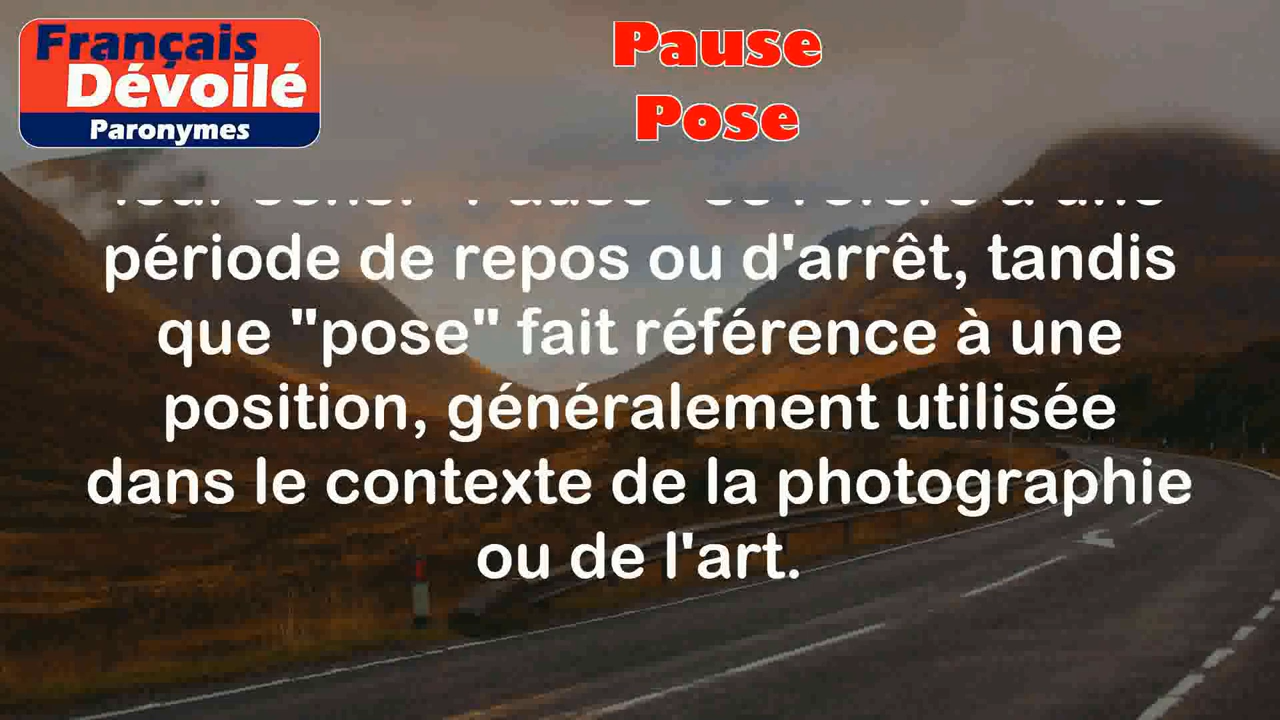 Français
Dévoilé
Paronymes
Pause
Pose
période de repos ou d'arrêt, tandis
que "pose" fait référence à une
position, généralement utilisée
dans le contexte de la photographie
ou de l'art.